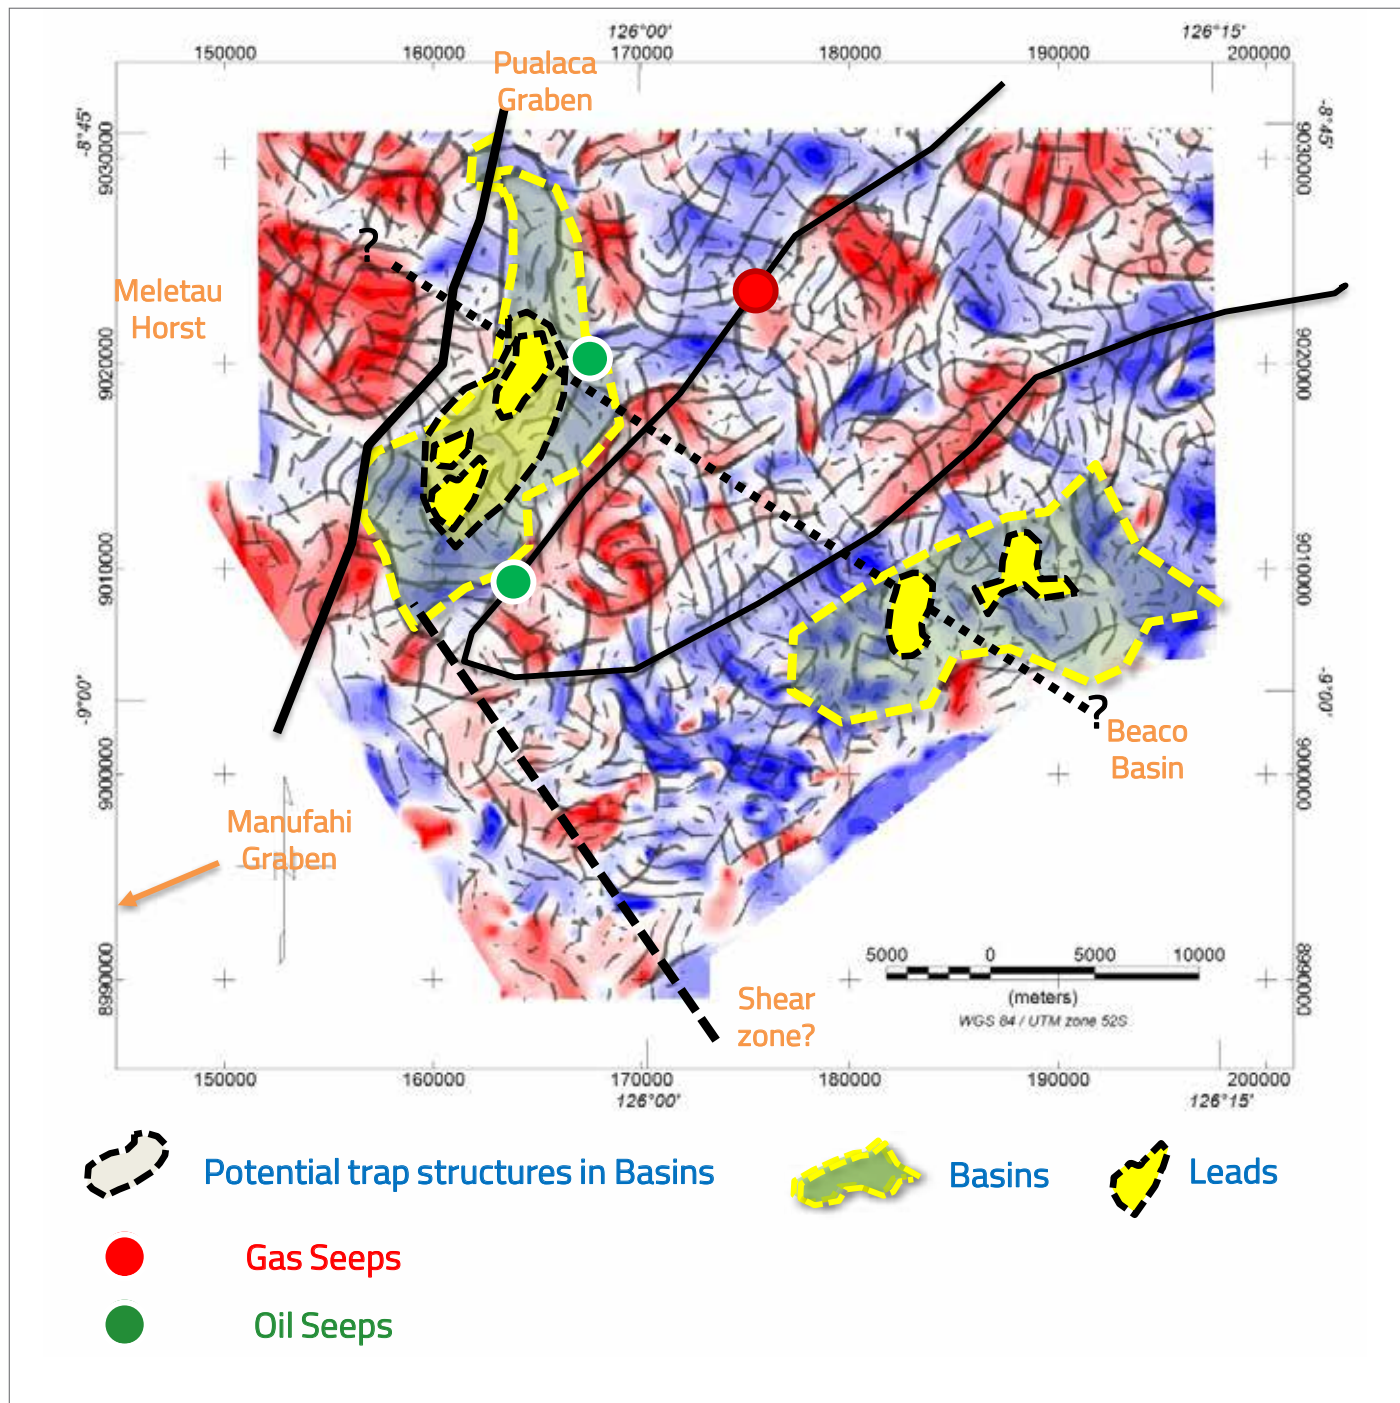 126°00'
126°15'
150000
160000
170000
180000
190000
200000
Pualaca
Graben
-8°45'
-8°45'
9030000
9030000
?
Meletau
Horst
9020000
9020000
9010000
9010000
-9°00'
-9°00'
?
Beaco
Basin
9000000
9000000
Manufahi
Graben
8990000
8990000
5000
0
5000
10000
(meters)
WGS 84 / UTM zone 52S
Shear
zone?
150000
160000
170000
180000
190000
200000
126°00'
126°15'
Potential trap structures in Basins
Basins
Leads
Gas Seeps
Oil Seeps